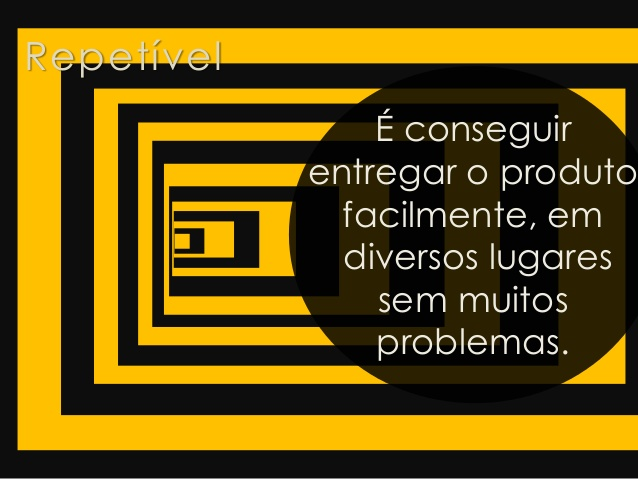 Repetível
É conseguir
entregar o produto
facilmente, em
diversos lugares
sem muitos
problemas.